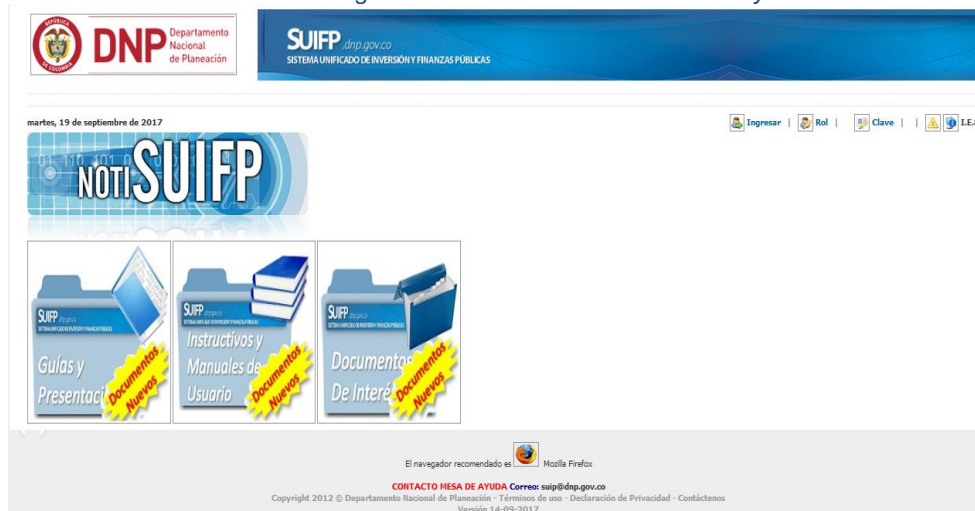 REPÚBLICA
DE COLOMBIA
DNP Departamento
Nacional
de Planeación
SUIFP .dnp.gov.co
SISTEMA UNIFICADO DE INVERSIÓN Y FINANZAS PÚBLICAS
martes, 19 de septiembre de 2017
Ingresar | Rol | Clave | |
NOTISUIFP
SUIFP
Guías y
Documentos
Nuevos
SUIFP
Instructivos y
Manuales de
Usuario
Documentos
Nuevos
SUIFP
De
Documentos
Nuevos
El navegador recomendado es Mozilla Firefox
CONTACTO MESA DE AYUDA Correo: suip@dnp.gov.co
Copyright 2012 © Departamento Nacional de Planeación - Términos de uso - Declaración de Privacidad - Contáctenos
Versión 14-09-2017